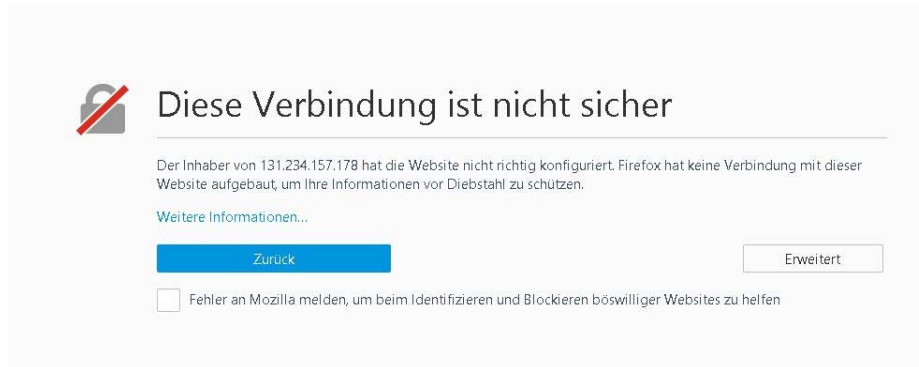 Diese Verbindung ist nicht sicher
Der Inhaber von 131.234.157.178 hat die Website nicht richtig konfiguriert. Firefox hat keine Verbindung mit dieser
Website aufgebaut, um Ihre Informationen vor Diebstahl zu schützen.
Weitere Informationen...
Zurück
Erweitert
Fehler an Mozilla melden, um beim Identifizieren und Blockieren böswilliger Websites zu helfen